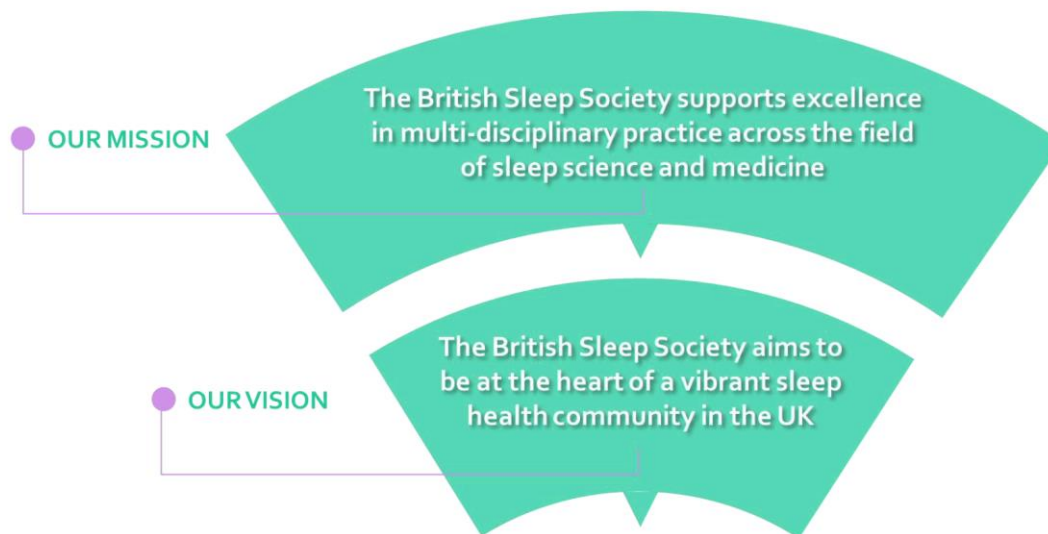 OUR MISSION
The British Sleep Society supports excellence
in multi-disciplinary practice across the field
of sleep science and medicine
OUR VISION
The British Sleep Society aims to
be at the heart of a vibrant sleep
health community in the UK